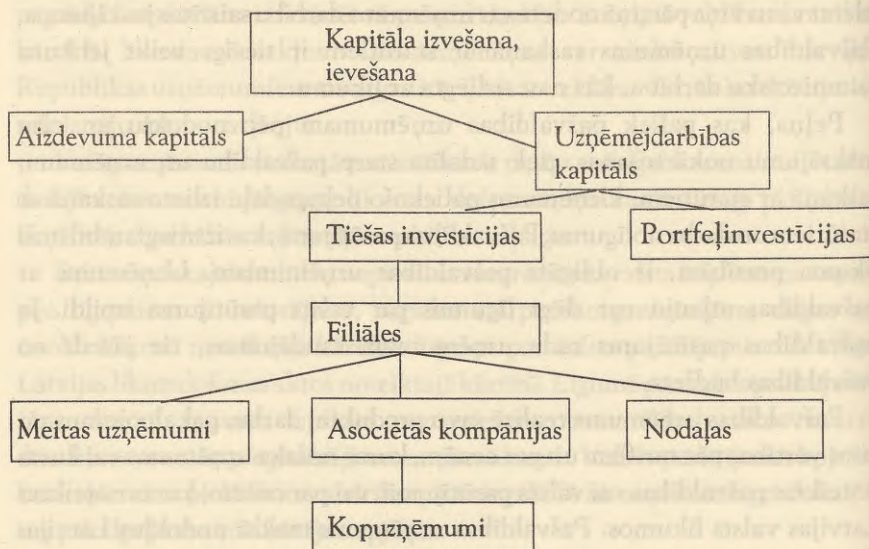 Kapitāla izvešana,
ievešana
Aizdevuma kapitāls
Uzņēmējdarbības
kapitāls
Tiešās investīcijas
Portfeļinvestīcijas
Filiāles
Meitas uzņēmumi
Asociētās kompānijas
Nodaļas
Kopuzņēmumi